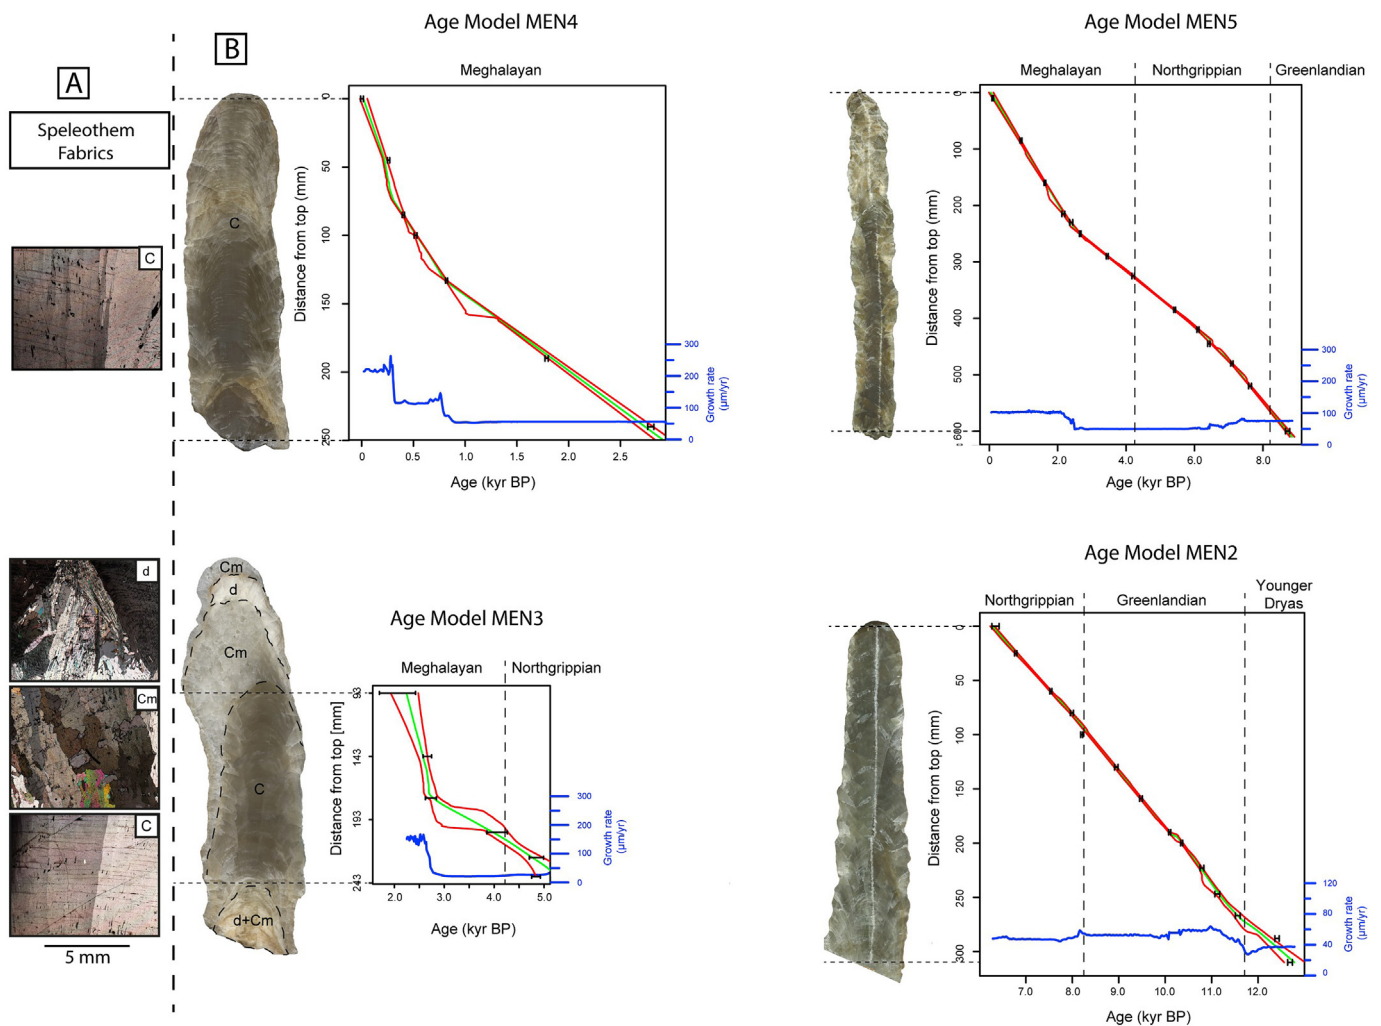 A
Speleothem
Fabrics
C
d
Cm
C
5 mm
B
C
Age Model MEN4
Meghalayan
Distance from top (mm)
0
50
100
150
200
250
0
0.5
1.0
1.5
2.0
2.5
Age (kyr BP)
300
200
100
0
Growth rate
(µm/yr)
Age Model MEN5
Meghalayan
Northgrippian
Greenlandian
Distance from top (mm)
0
100
200
300
400
500
600
0
2.0
4.0
6.0
8.0
Age (kyr BP)
300
200
100
0
Growth rate
(µm/yr)
Cm
d
Cm
C
d+Cm
Age Model MEN3
Meghalayan
Northgrippian
Distance from top [mm]
93
143
193
243
2.0
3.0
4.0
5.0
Age (kyr BP)
300
200
100
0
Growth rate
(µm/yr)
Age Model MEN2
Northgrippian
Greenlandian
Younger
Dryas
Distance from top (mm)
0
50
100
150
200
250
300
7.0
8.0
9.0
10.0
11.0
12.0
Age (kyr BP)
120
80
40
0
Growth rate
(µm/yr)